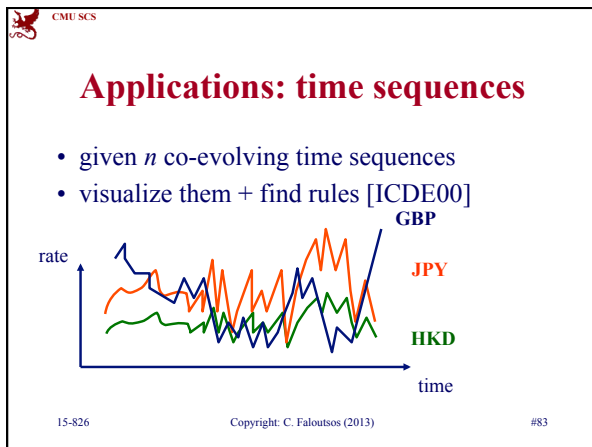 CMU SCS
Applications: time sequences
• given n co-evolving time sequences
• visualize them + find rules [ICDE00]
GBP
rate
JPY
HKD
time
15-826 Copyright: C. Faloutsos (2013) #83